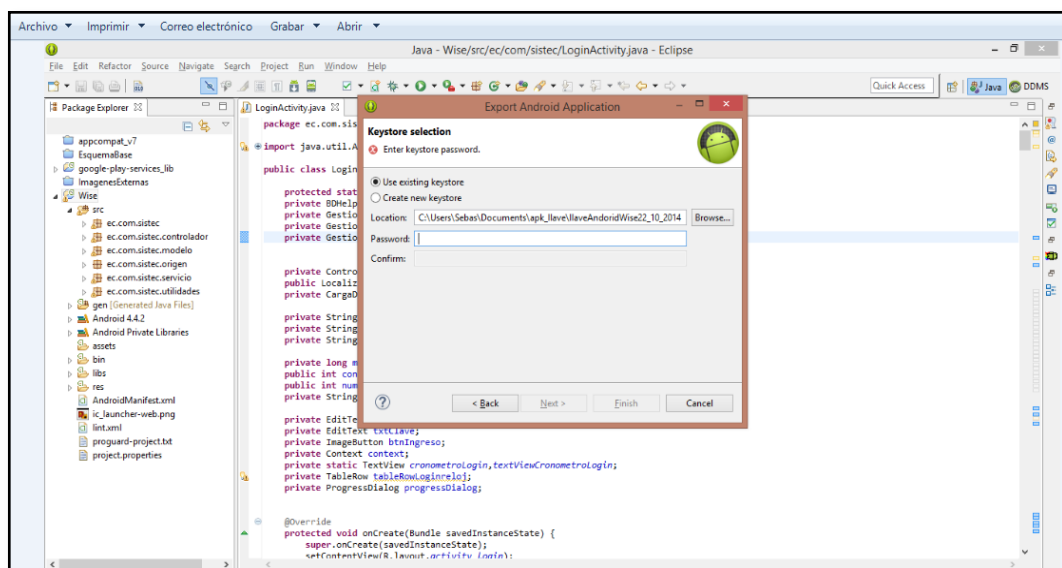 Archivo Imprimir Correo electrónico Grabar Abrir
Java - Wise/src/ec/com/sistec/LoginActivity.java - Eclipse
File Edit Refactor Source Navigate Search Project Run Window Help
Quick Access Java DDMS
Package Explorer
LoginActivity.java
appcompat_v7
EsquemaBase
google-play-services_lib
ImagenesExternas
Wise
src
ec.com.sistec
ec.com.sistec.controlador
ec.com.sistec.modelo
ec.com.sistec.origen
ec.com.sistec.servicio
ec.com.sistec.utilidades
gen [Generated Java Files]
Android 4.4.2
Android Private Libraries
assets
bin
libs
res
AndroidManifest.xml
ic_launcher-web.png
lint.xml
proguard-project.txt
project.properties
package ec.com.sis
import java.util.A
public class Login
protected stat
private BDHelp
private Gestio
private Gestio
private Gestio
private Contro
public Localiz
private CargaD
private String
private String
private String
private long m
public int con
public int num
private String
private EditTe
private EditText txtClave;
private ImageButton btnIngreso;
private Context context;
private static TextView cronometroLogin,textViewCronometroLogin;
private TableRow tableRowLoginreloj;
private ProgressDialog progressDialog;
@Override
protected void onCreate(Bundle savedInstanceState) {
super.onCreate(savedInstanceState);
setContentView(R.layout.activity_login);
Export Android Application
Keystore selection
Enter keystore password.
Use existing keystore
Create new keystore
Location: C:\Users\Sebas\Documents\apk_llave\llaveAndoridWise22_10_2014 Browse...
Password:
Confirm:
< Back Next > Finish Cancel